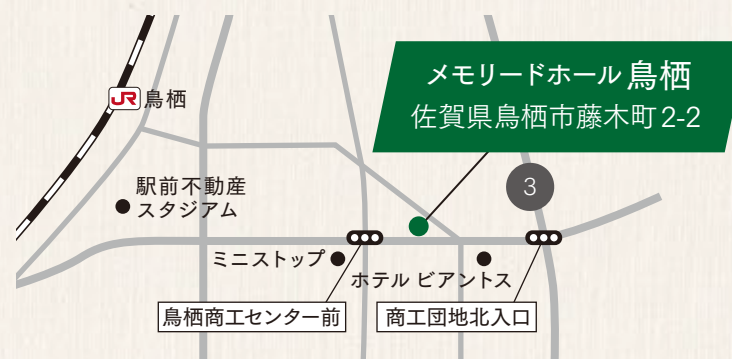 メモリードホール 鳥栖
佐賀県鳥栖市藤木町2-2
JR 鳥栖
3
駅前不動産
スタジアム
ミニストップ
ホテル ビアントス
鳥栖商工センター前
商工団地北入口